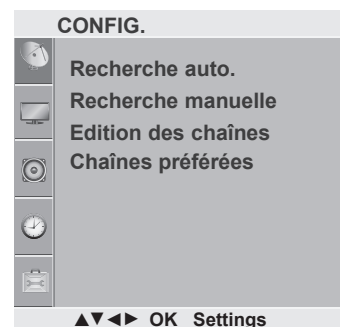 CONFIG.
Recherche auto.
Recherche manuelle
Edition des chaînes
Chaînes préférées
▲▼◄► OK Settings